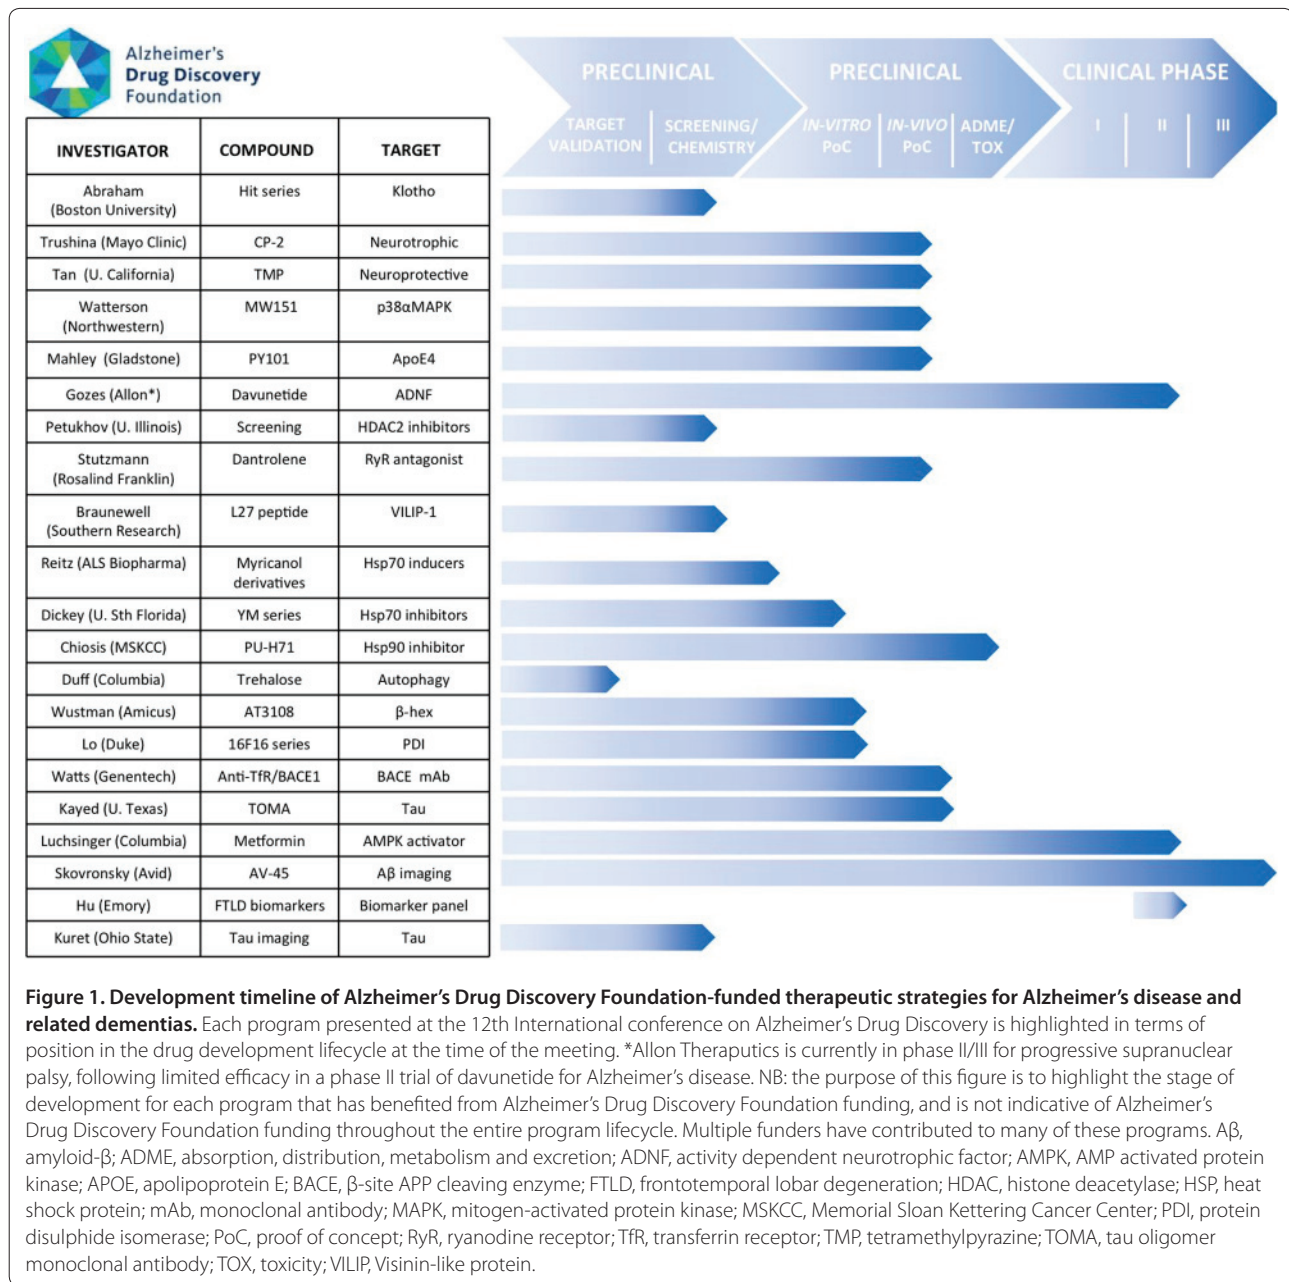 Alzheimer's
Drug Discovery
Foundation
PRECLINICAL
PRECLINICAL
CLINICAL PHASE
TARGET
VALIDATION
SCREENING/
CHEMISTRY
IN-VITRO
PoC
IN-VIVO
PoC
ADME/
TOX
I
II
III
INVESTIGATOR COMPOUND TARGET
Abraham
(Boston University)
Hit series
Klotho
Trushina (Mayo Clinic) CP-2 Neurotrophic
Tan (U. California) TMP Neuroprotective
Watterson
(Northwestern)
MW151
p38αMAPK
Mahley (Gladstone) PY101 ApoE4
Gozes (Allon*) Davunetide ADNF
Petukhov (U. Illinois) Screening HDAC2 inhibitors
Stutzmann
(Rosalind Franklin)
Dantrolene
RyR antagonist
Braunewell
(Southern Research)
L27 peptide
VILIP-1
Reitz (ALS Biopharma)
Myricanol
derivatives
Hsp70 inducers
Dickey (U. Sth Florida) YM series Hsp70 inhibitors
Chiosis (MSKCC) PU-H71 Hsp90 inhibitor
Duff (Columbia) Trehalose Autophagy
Wustman (Amicus) AT3108 β-hex
Lo (Duke) 16F16 series PDI
Watts (Genentech) Anti-TfR/BACE1 BACE mAb
Kayed (U. Texas) TOMA Tau
Luchsinger (Columbia) Metformin AMPK activator
Skovronsky (Avid) AV-45 Aβ imaging
Hu (Emory) FTLD biomarkers Biomarker panel
Kuret (Ohio State) Tau imaging Tau
Figure 1. Development timeline of Alzheimer's Drug Discovery Foundation-funded therapeutic strategies for Alzheimer's disease and
related dementias. Each program presented at the 12th International conference on Alzheimer's Drug Discovery is highlighted in terms of
position in the drug development lifecycle at the time of the meeting. *Allon Theraputics is currently in phase II/III for progressive supranuclear
palsy, following limited efficacy in a phase II trial of davunetide for Alzheimer's disease. NB: the purpose of this figure is to highlight the stage of
development for each program that has benefited from Alzheimer's Drug Discovery Foundation funding, and is not indicative of Alzheimer's
Drug Discovery Foundation funding throughout the entire program lifecycle. Multiple funders have contributed to many of these programs. Aβ,
amyloid-β; ADME, absorption, distribution, metabolism and excretion; ADNF, activity dependent neurotrophic factor; AMPK, AMP activated protein
kinase; APOE, apolipoprotein E; BACE, β-site APP cleaving enzyme; FTLD, frontotemporal lobar degeneration; HDAC, histone deacetylase; HSP, heat
shock protein; mAb, monoclonal antibody; MAPK, mitogen-activated protein kinase; MSKCC, Memorial Sloan Kettering Cancer Center; PDI, protein
disulphide isomerase; PoC, proof of concept; RyR, ryanodine receptor; TfR, transferrin receptor; TMP, tetramethylpyrazine; TOMA, tau oligomer
monoclonal antibody; TOX, toxicity; VILIP, Visinin-like protein.